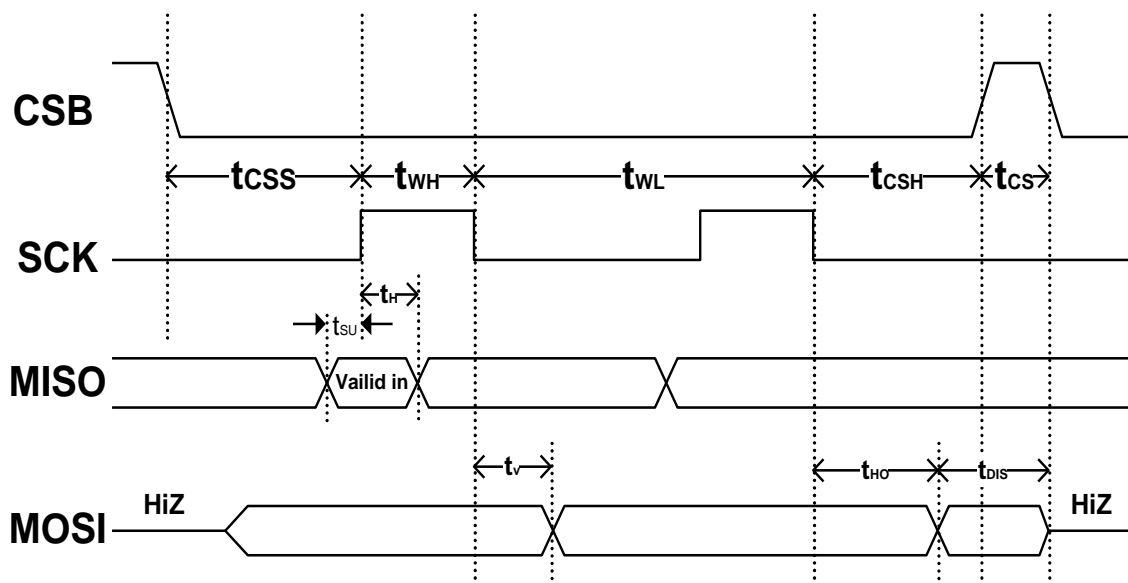 CSB
tCSS tWH tWL tCSH tCS
SCK
tH
tSU
MISO Vailid in
tV tHO tDIS
HiZ HiZ
MOSI